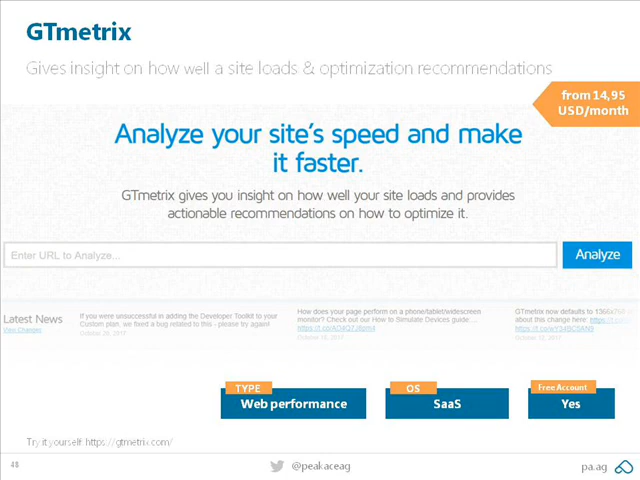 GTmetrix
Gives insight on how well a site loads & optimization recommendations
from 14,95
USD/month
Analyze your site's speed and make
it faster.
GTmetrix gives you insight on how well your site loads and provides
actionable recommendations on how to optimize it.
Enter URL to Analyze...
Analyze
Latest News
View Changes
If you were unsuccessful in adding the Developer Toolkit to your
Custom plan, we fixed a bug related to this - please try again!
October 26, 2017
How does your page perform on a phone/tablet/widescreen
monitor? Check out our How to Simulate Devices guide:...
October 16, 2017
GTmetrix now defaults to 1366x768
about this change here:
October 12, 2017
TYPE
Web performance
OS
SaaS
Free Account
Yes
Try it yourself: https://gtmetrix.com/
48
@peakaceag
pa.ag